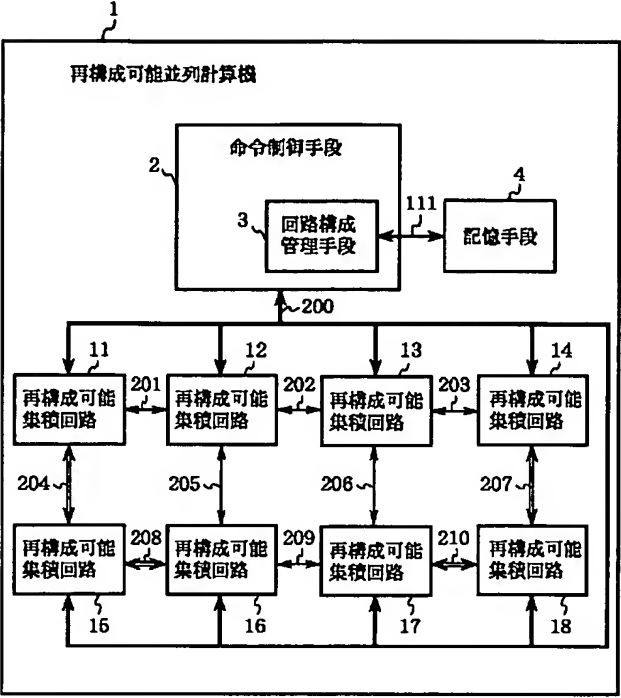 1
再構成可能並列計算機
命令制御手段
2
3
回路構成
管理手段
111
4
記憶手段
200
11
12
13
14
再構成可能
集積回路
201
再構成可能
集積回路
202
再構成可能
集積回路
203
再構成可能
集積回路
204
205
206
207
再構成可能
集積回路
208
再構成可能
集積回路
209
再構成可能
集積回路
210
再構成可能
集積回路
15
16
17
18